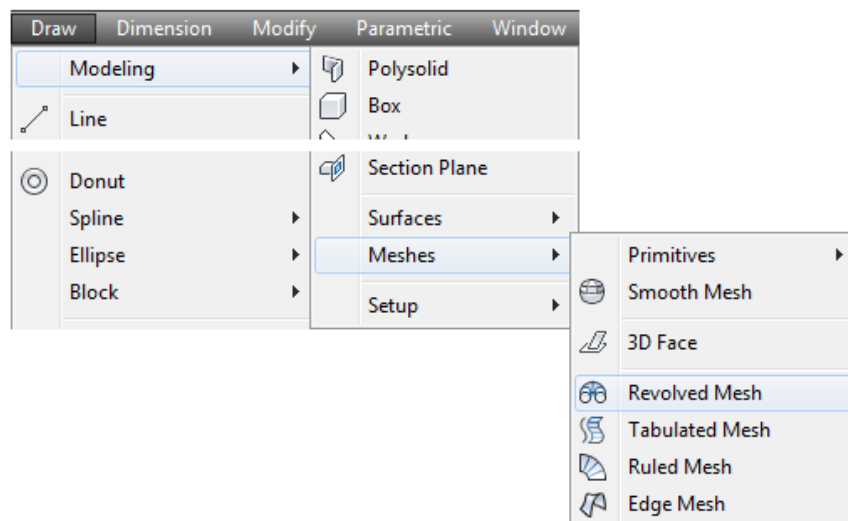 Draw Dimension Modify Parametric Window
Modeling
Line
Donut
Spline
Ellipse
Block
Polysolid
Box
Section Plane
Surfaces
Meshes
Setup
Primitives
Smooth Mesh
3D Face
Revolved Mesh
Tabulated Mesh
Ruled Mesh
Edge Mesh